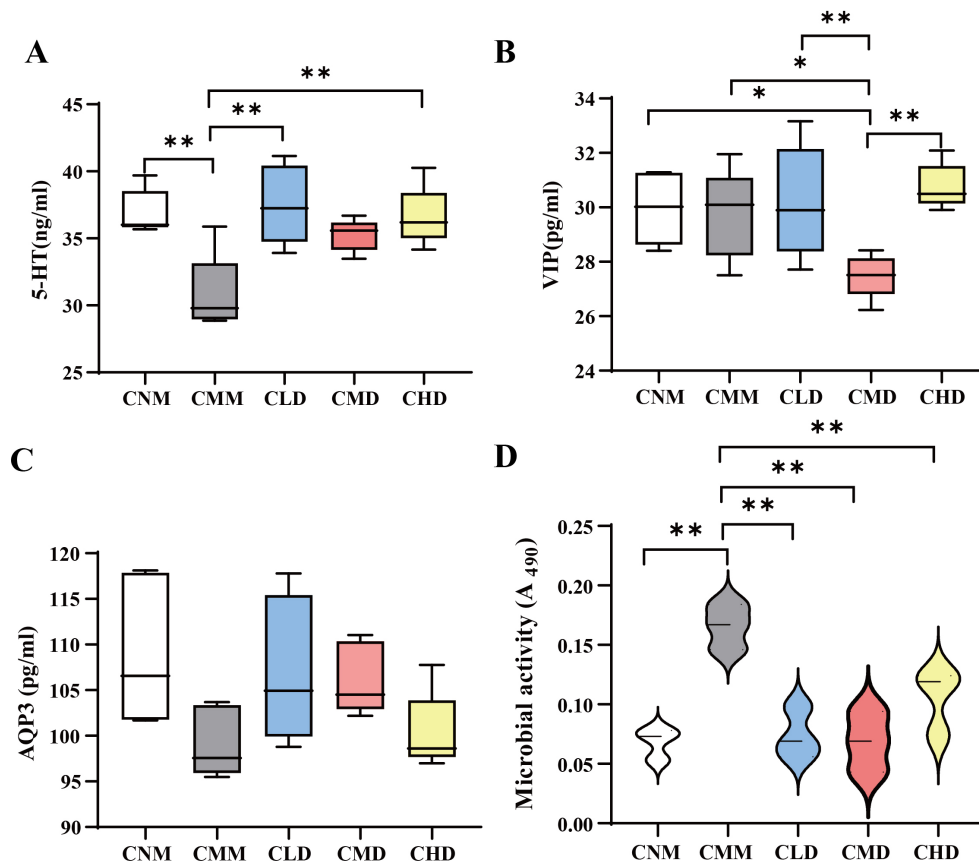 A
** 
** 
**
5-HT(ng/ml)
45
40
35
30
25
CNM CMM CLD CMD CHD
B
**
*
*
**
VIP(pg/ml)
34
32
30
28
26
24
CNM CMM CLD CMD CHD
C
AQP3 (pg/ml)
120
115
110
105
100
95
90
CNM CMM CLD CMD CHD
D
**
**
**
**
Microbial activity (A 490)
0.25
0.20
0.15
0.10
0.05
0.00
CNM CMM CLD CMD CHD